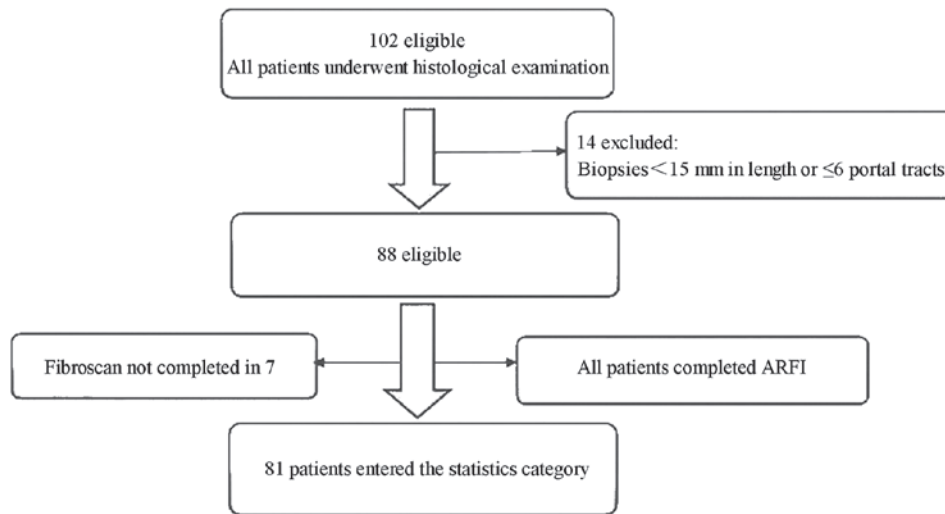 102 eligible
All patients underwent histological examination
14 excluded:
Biopsies<15 mm in length or ≤6 portal tracts
88 eligible
Fibroscan not completed in 7
All patients completed ARFI
81 patients entered the statistics category